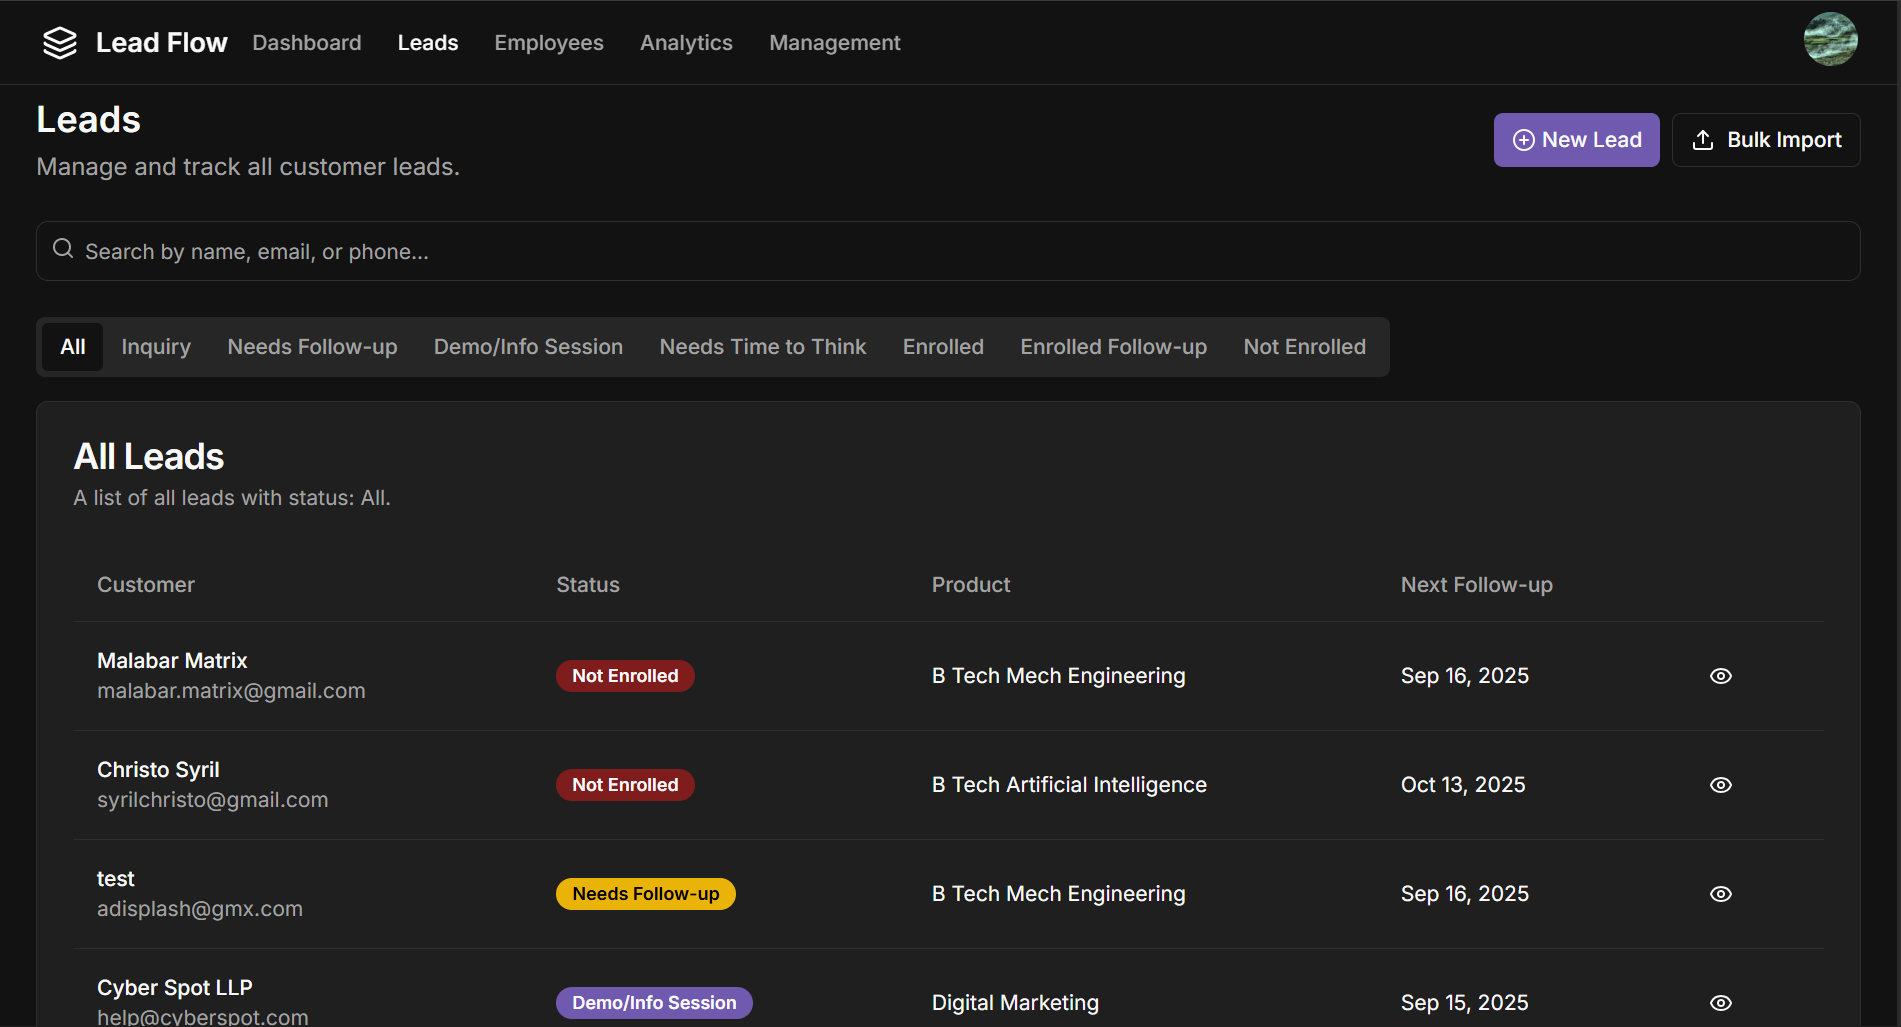 Lead Flow Dashboard Leads Employees Analytics Management
Leads
Manage and track all customer leads.
New Lead Bulk Import
Search by name, email, or phone...
All Inquiry Needs Follow-up Demo/Info Session Needs Time to Think Enrolled Enrolled Follow-up Not Enrolled
All Leads
A list of all leads with status: All.
Customer Status Product Next Follow-up
Malabar Matrix
malabar.matrix@gmail.com
Not Enrolled B Tech Mech Engineering Sep 16, 2025
Christo Syril
syrilchristo@gmail.com
Not Enrolled B Tech Artificial Intelligence Oct 13, 2025
test
adisplash@gmx.com
Needs Follow-up B Tech Mech Engineering Sep 16, 2025
Cyber Spot LLP
help@cyberspot.com
Demo/Info Session Digital Marketing Sep 15, 2025